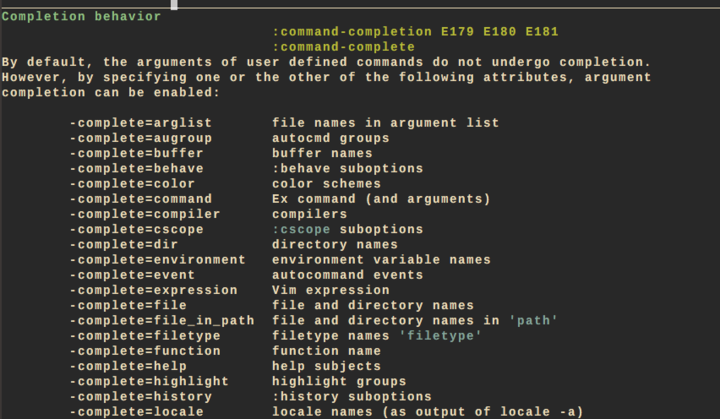 Completion behavior
:command-completion E179 E180 E181
:command-complete
By default, the arguments of user defined commands do not undergo completion.
However, by specifying one or the other of the following attributes, argument
completion can be enabled:
-complete=arglist file names in argument list
-complete=augroup autocmd groups
-complete=buffer buffer names
-complete=behave :behave suboptions
-complete=color color schemes
-complete=command Ex command (and arguments)
-complete=compiler compilers
-complete=cscope :cscope suboptions
-complete=dir directory names
-complete=environment environment variable names
-complete=event autocommand events
-complete=expression Vim expression
-complete=file file and directory names
-complete=file_in_path file and directory names in 'path'
-complete=filetype filetype names 'filetype'
-complete=function function name
-complete=help help subjects
-complete=highlight highlight groups
-complete=history :history suboptions
-complete=locale locale names (as output of locale -a)